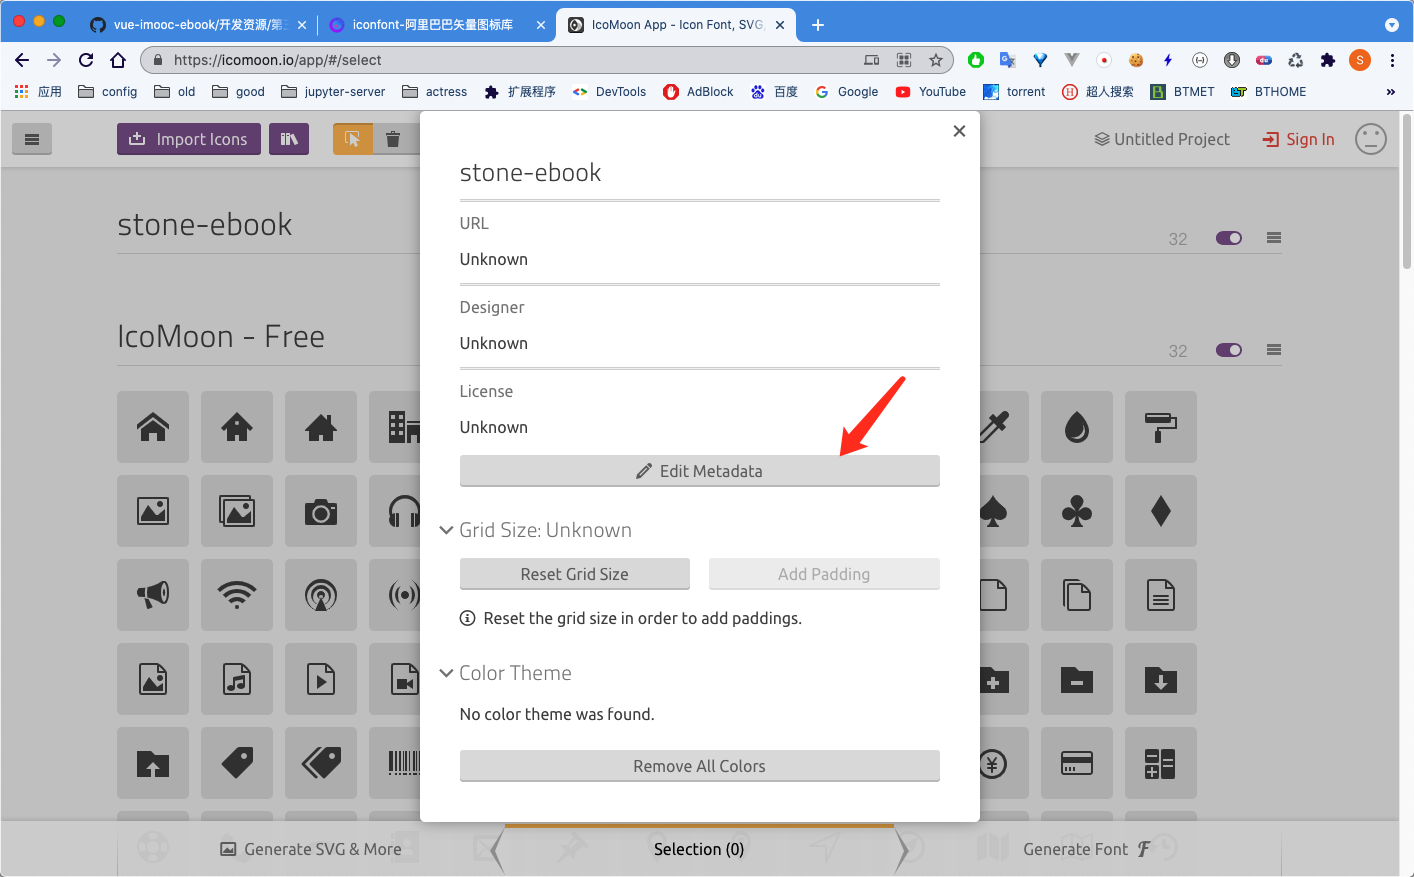 vue-imooc-ebook/开发资源/第三
iconfont-阿里巴巴矢量图标库
IcoMoon App - Icon Font, SVG,
https://icomoon.io/app/#/select
S
应用
config
old
good
jupyter-server
actress
扩展程序
DevTools
AdBlock
百度
Google
YouTube
torrent
超人搜索
BTMET
BTHOME
Import Icons
Untitled Project
Sign In
stone-ebook
32
IcoMoon - Free
32
stone-ebook
URL
Unknown
Designer
Unknown
License
Unknown
Edit Metadata
Grid Size: Unknown
Reset Grid Size
Add Padding
Reset the grid size in order to add paddings.
Color Theme
No color theme was found.
Remove All Colors
Generate SVG & More
Selection (0)
Generate Font